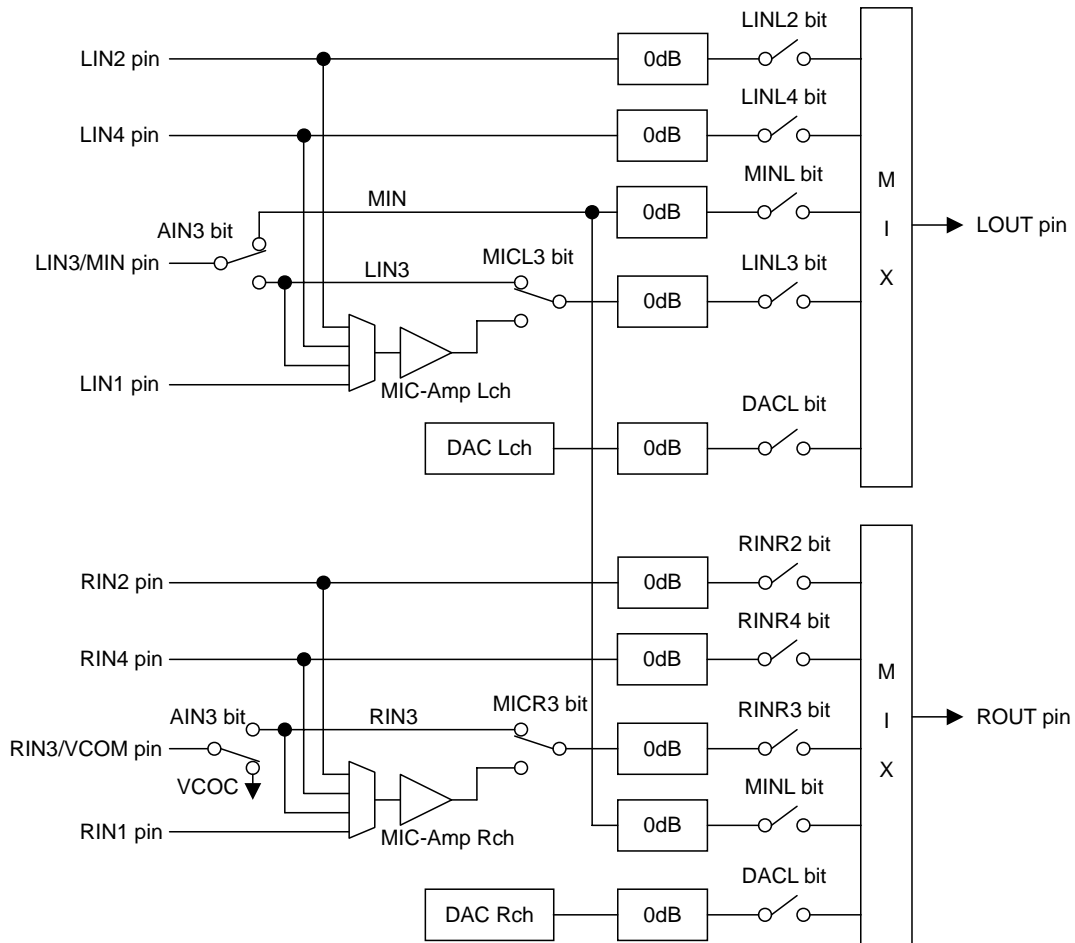 LINL2 bit
LIN2 pin
0dB
LINL4 bit
LIN4 pin
0dB
MINL bit
MIN
0dB
AIN3 bit
LIN3/MIN pin
MICL3 bit
LIN3
LINL3 bit
0dB
M
I
X
LOUT pin
LIN1 pin
MIC-Amp Lch
DACL bit
DAC Lch
0dB
RINR2 bit
RIN2 pin
0dB
RINR4 bit
RIN4 pin
0dB
AIN3 bit
RIN3
MICR3 bit
RINR3 bit
RIN3/VCOM pin
0dB
VCOC
M
I
X
ROUT pin
MINL bit
RIN1 pin
MIC-Amp Rch
0dB
DACL bit
DAC Rch
0dB